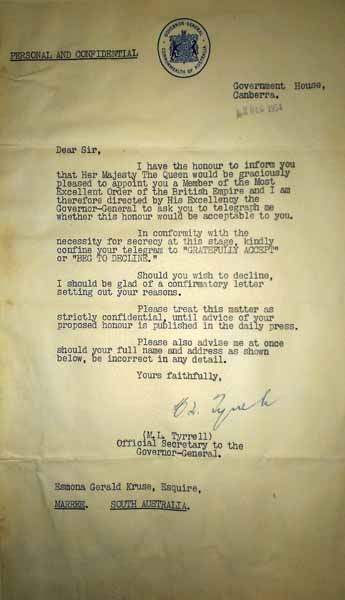 PERSONAL AND CONFIDENTIAL
GOVERNOR-GENERAL
COMMONWEALTH OF AUSTRALIA
Government House,
Canberra.
DEC 1954
Dear Sir,
I have the honour to inform you
that Her Majesty The Queen would be graciously
pleased to appoint you a Member of the Most
Excellent Order of the British Empire and I am
therefore directed by His Excellency the
Governor-General to ask you to telegraph me
whether this honour would be acceptable to you.
In conformity with the
necessity for secrecy at this stage, kindly
confine your telegram to "GRATEFULLY ACCEPT"
or "BEG TO DECLINE."
Should you wish to decline,
I should be glad of a confirmatory letter
setting out your reasons.
Please treat this matter as
strictly confidential, until advice of your
proposed honour is published in the daily press.
Please also advise me at once
should your full name and address as shown
below, be incorrect in any detail.
Yours faithfully,
(M.L. Tyrrell)
Official Secretary to the
Governor-General.
Esmona Gerald Kruse, Esquire,
MARREE. SOUTH AUSTRALIA.